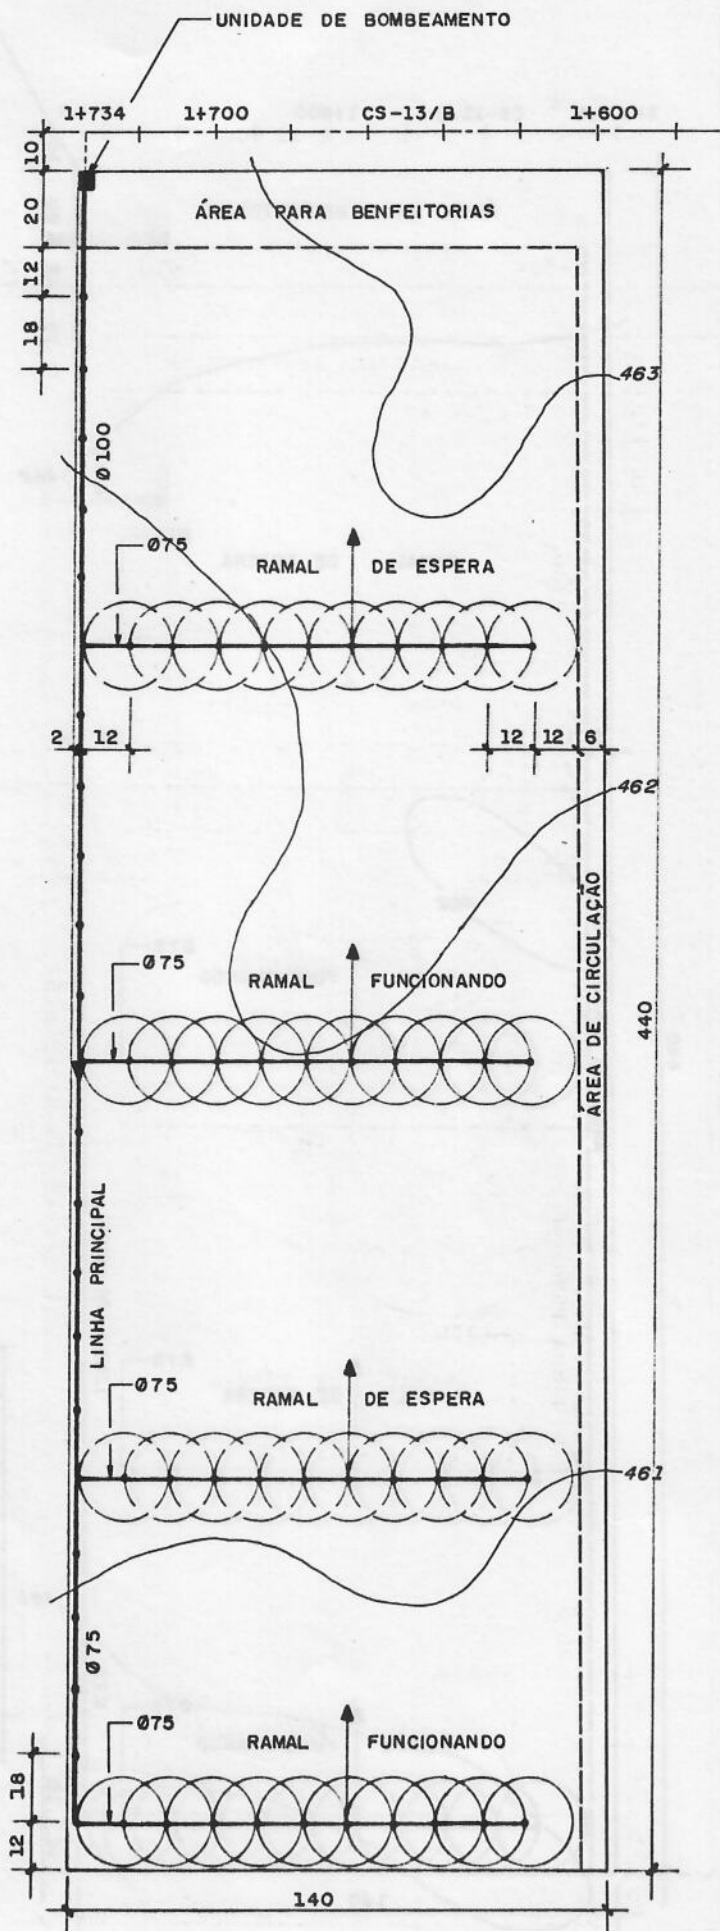 UNIDADE DE BOMBEAMENTO
1+734 1+700 CS-13/B 1+600
10
20
ÁREA PARA BENFEITORIAS
12
18
463
Ø100
Ø75
RAMAL DE ESPERA
2 12 12 12 6
462
ÁREA DE CIRCULAÇÃO
Ø75
RAMAL FUNCIONANDO
440
LINHA PRINCIPAL
Ø75
RAMAL DE ESPERA
461
Ø75
Ø75
RAMAL FUNCIONANDO
18
12
140